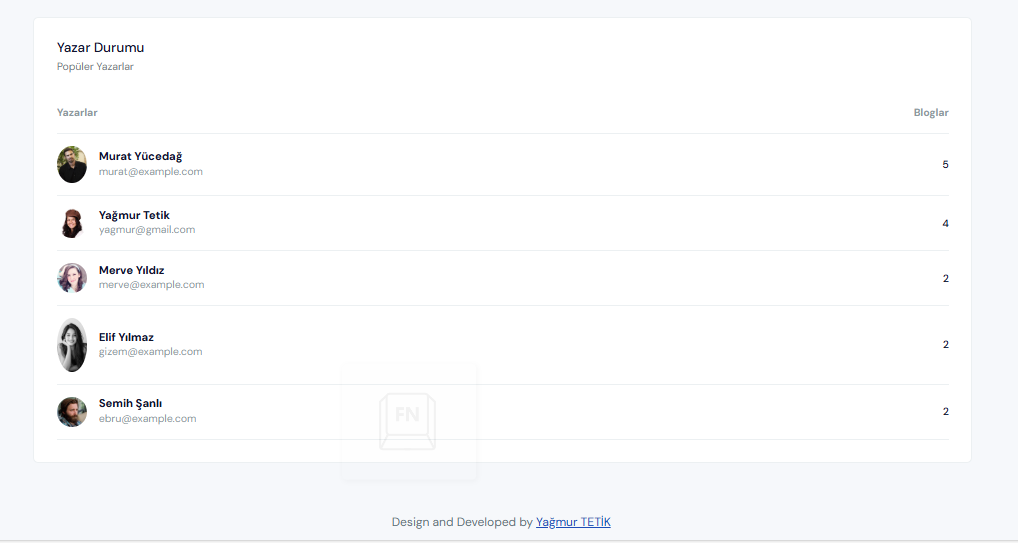 Yazar Durumu
Popüler Yazarlar
Yazarlar Bloglar
Murat Yücedağ
murat@example.com 5
Yağmur Tetik
yagmur@gmail.com 4
Merve Yıldız
merve@example.com 2
Elif Yılmaz
gizem@example.com 2
Semih Şanlı
ebru@example.com 2
FN
Design and Developed by Yağmur TETİK